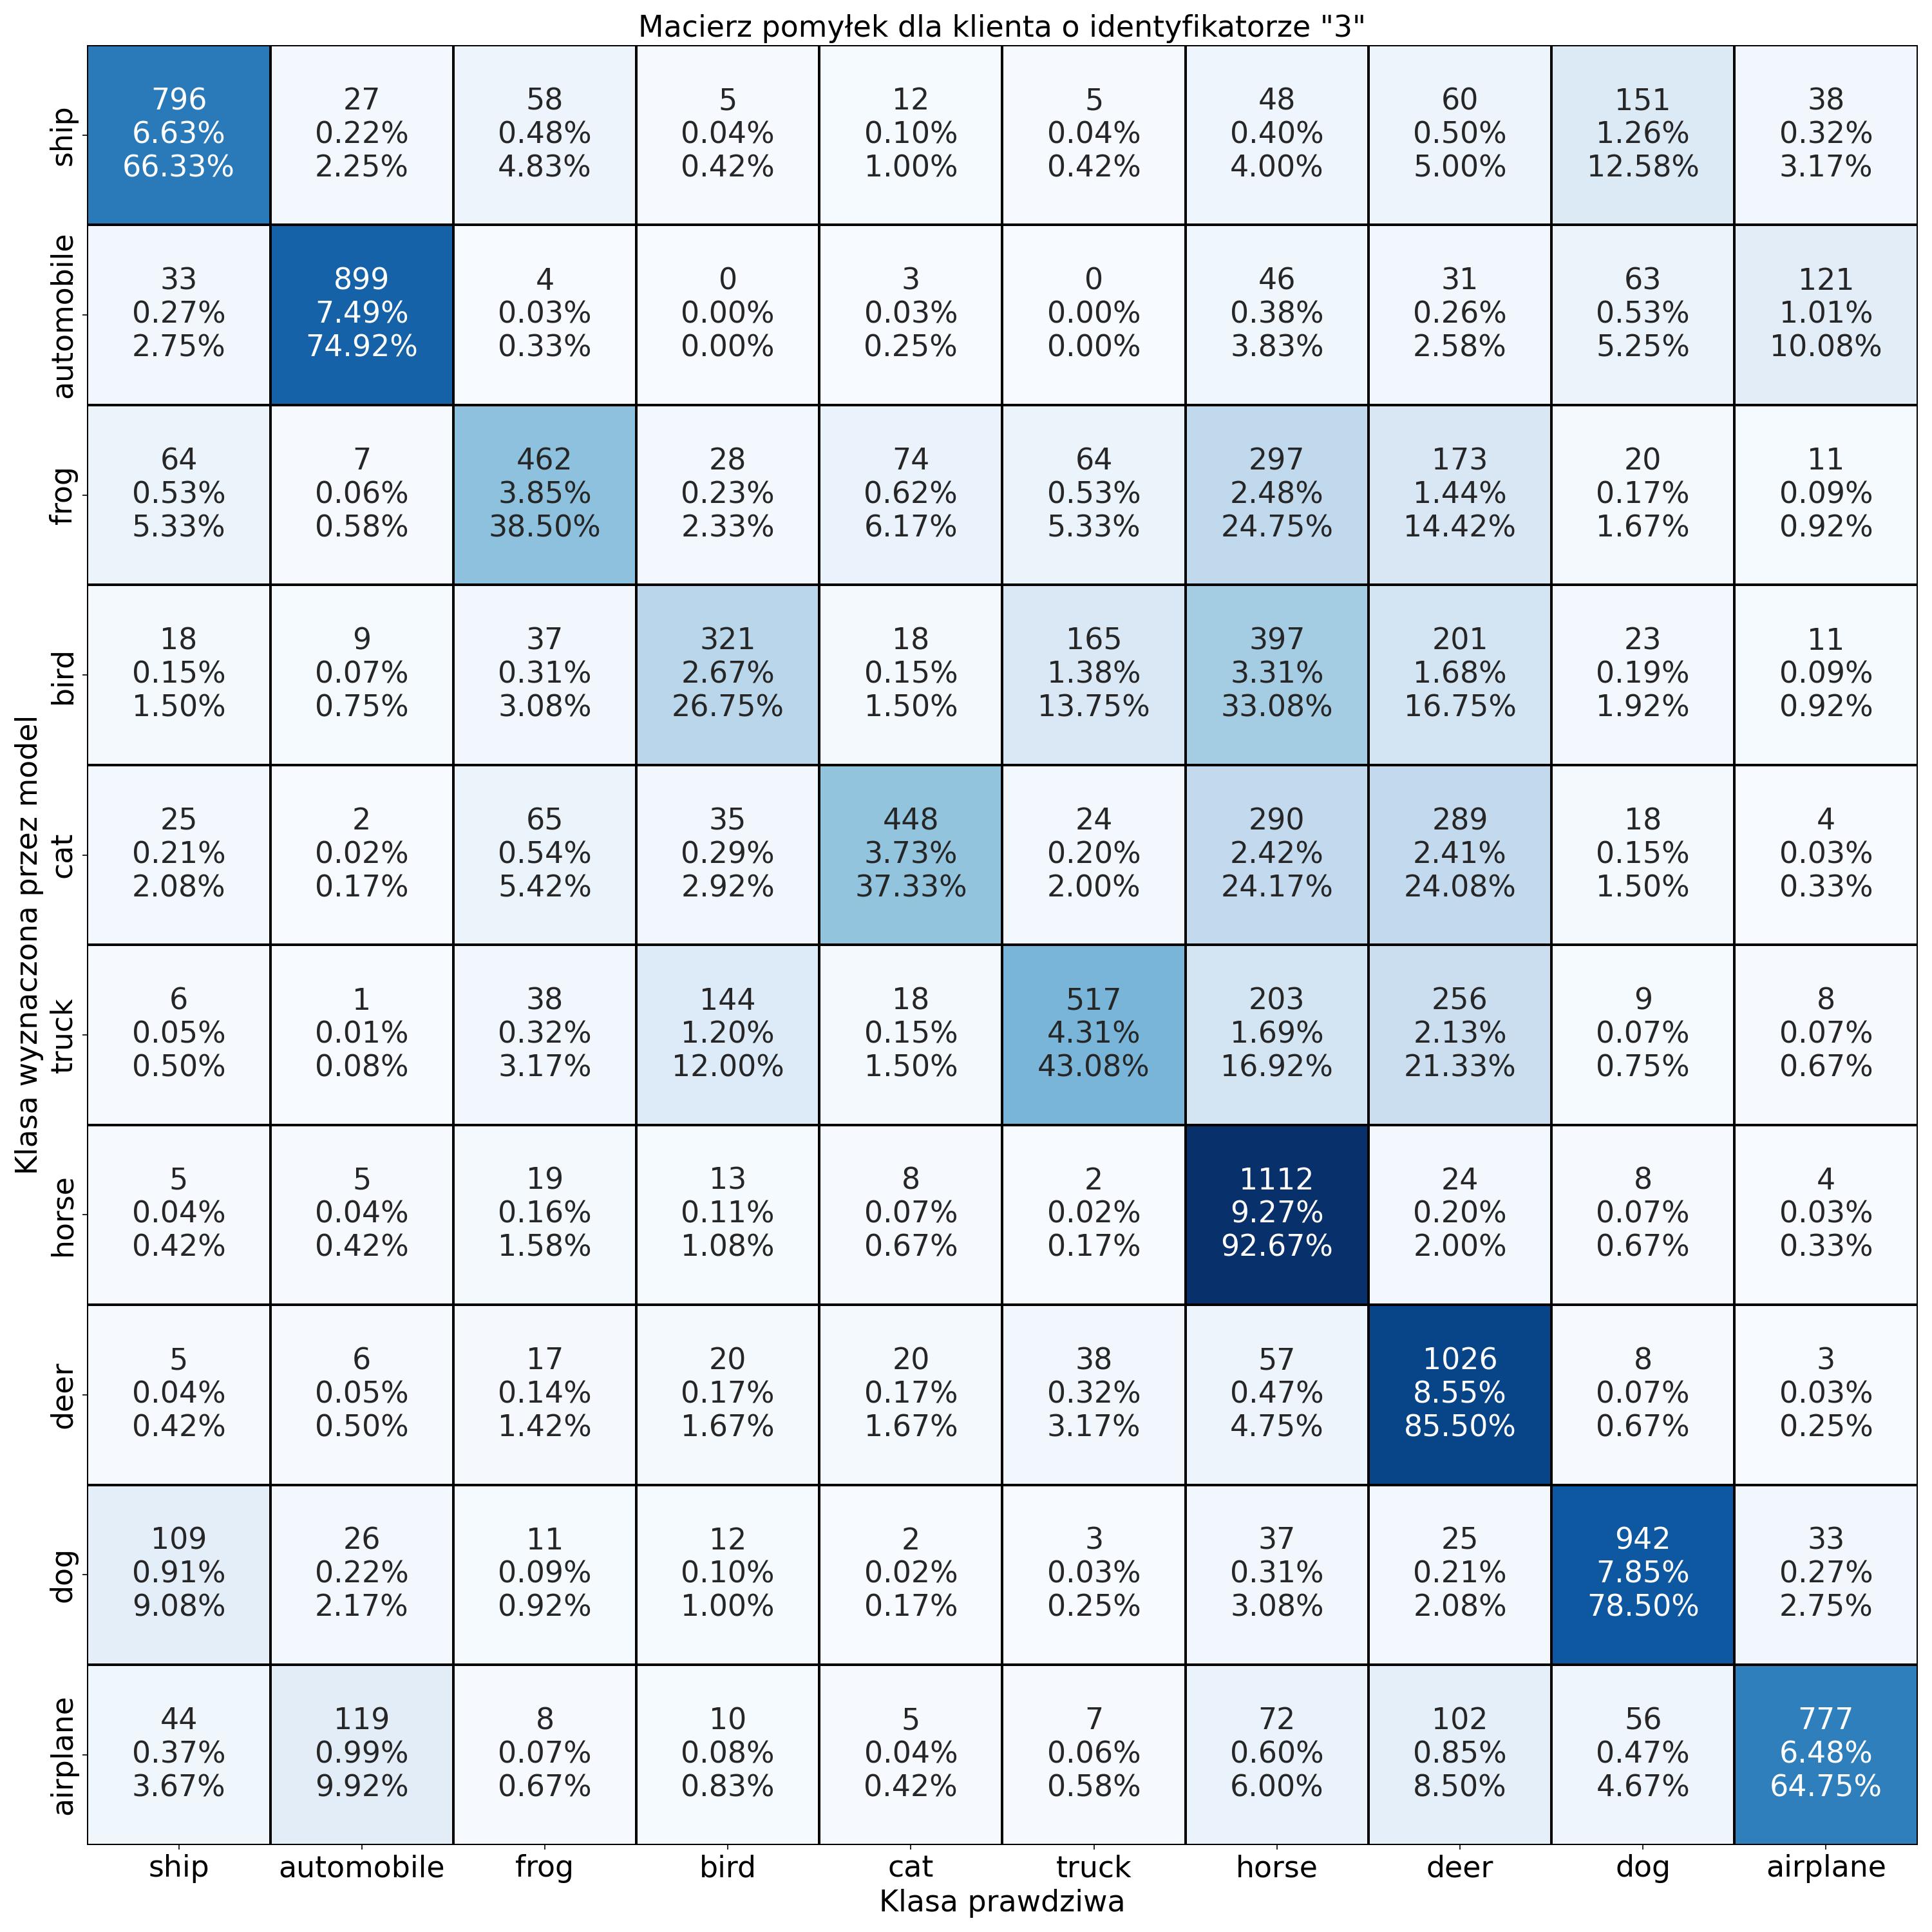 Macierz pomyłek dla klienta o identyfikatorze "3"
Klasa wyznaczona przez model
ship
796 27 58 5 12 5 48 60 151 38
6.63% 0.22% 0.48% 0.04% 0.10% 0.04% 0.40% 0.50% 1.26% 0.32%
66.33% 2.25% 4.83% 0.42% 1.00% 0.42% 4.00% 5.00% 12.58% 3.17%
automobile
33 899 4 0 3 0 46 31 63 121
0.27% 7.49% 0.03% 0.00% 0.03% 0.00% 0.38% 0.26% 0.53% 1.01%
2.75% 74.92% 0.33% 0.00% 0.25% 0.00% 3.83% 2.58% 5.25% 10.08%
frog
64 7 462 28 74 64 297 173 20 11
0.53% 0.06% 3.85% 0.23% 0.62% 0.53% 2.48% 1.44% 0.17% 0.09%
5.33% 0.58% 38.50% 2.33% 6.17% 5.33% 24.75% 14.42% 1.67% 0.92%
bird
18 9 37 321 18 165 397 201 23 11
0.15% 0.07% 0.31% 2.67% 0.15% 1.38% 3.31% 1.68% 0.19% 0.09%
1.50% 0.75% 3.08% 26.75% 1.50% 13.75% 33.08% 16.75% 1.92% 0.92%
cat
25 2 65 35 448 24 290 289 18 4
0.21% 0.02% 0.54% 0.29% 3.73% 0.20% 2.42% 2.41% 0.15% 0.03%
2.08% 0.17% 5.42% 2.92% 37.33% 2.00% 24.17% 24.08% 1.50% 0.33%
truck
6 1 38 144 18 517 203 256 9 8
0.05% 0.01% 0.32% 1.20% 0.15% 4.31% 1.69% 2.13% 0.07% 0.07%
0.50% 0.08% 3.17% 12.00% 1.50% 43.08% 16.92% 21.33% 0.75% 0.67%
horse
5 5 19 13 8 2 1112 24 8 4
0.04% 0.04% 0.16% 0.11% 0.07% 0.02% 9.27% 0.20% 0.07% 0.03%
0.42% 0.42% 1.58% 1.08% 0.67% 0.17% 92.67% 2.00% 0.67% 0.33%
deer
5 6 17 20 20 38 57 1026 8 3
0.04% 0.05% 0.14% 0.17% 0.17% 0.32% 0.47% 8.55% 0.07% 0.03%
0.42% 0.50% 1.42% 1.67% 1.67% 3.17% 4.75% 85.50% 0.67% 0.25%
dog
109 26 11 12 2 3 37 25 942 33
0.91% 0.22% 0.09% 0.10% 0.02% 0.03% 0.31% 0.21% 7.85% 0.27%
9.08% 2.17% 0.92% 1.00% 0.17% 0.25% 3.08% 2.08% 78.50% 2.75%
airplane
44 119 8 10 5 7 72 102 56 777
0.37% 0.99% 0.07% 0.08% 0.04% 0.06% 0.60% 0.85% 0.47% 6.48%
3.67% 9.92% 0.67% 0.83% 0.42% 0.58% 6.00% 8.50% 4.67% 64.75%
ship automobile frog bird cat truck horse deer dog airplane
Klasa prawdziwa